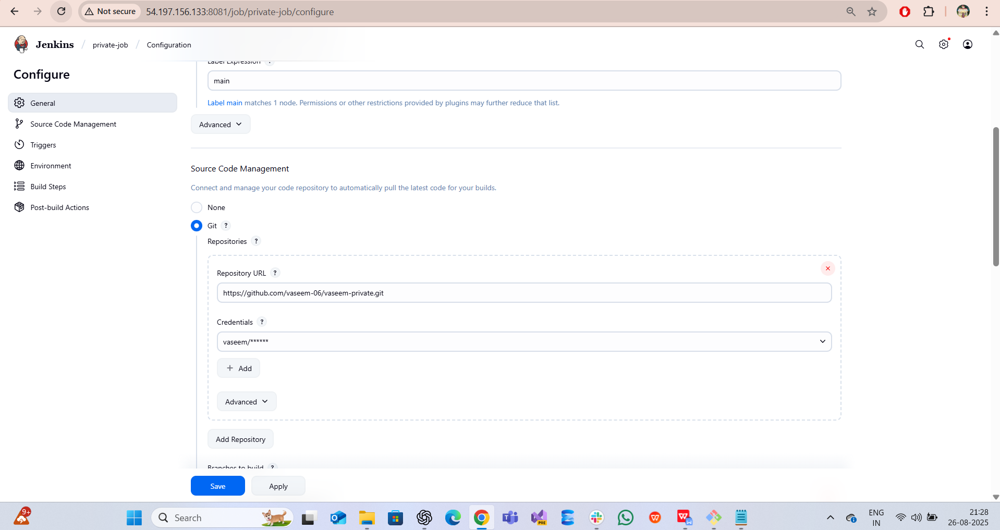 Not secure
54.197.156.133:8081/job/private-job/configure
Jenkins / private-job / Configuration
Configure
General
Source Code Management
Triggers
Environment
Build Steps
Post-build Actions
Label Expression ?
main
Label main matches 1 node. Permissions or other restrictions provided by plugins may further reduce that list.
Advanced
Source Code Management
Connect and manage your code repository to automatically pull the latest code for your builds.
None
Git ?
Repositories ?
Repository URL ?
https://github.com/vaseem-06/vaseem-private.git
Credentials ?
vaseem/******
+ Add
Advanced
Add Repository
Branches to build ?
Save
Apply
9+
Search
PRE
ENG
IN
21:28
26-08-2025